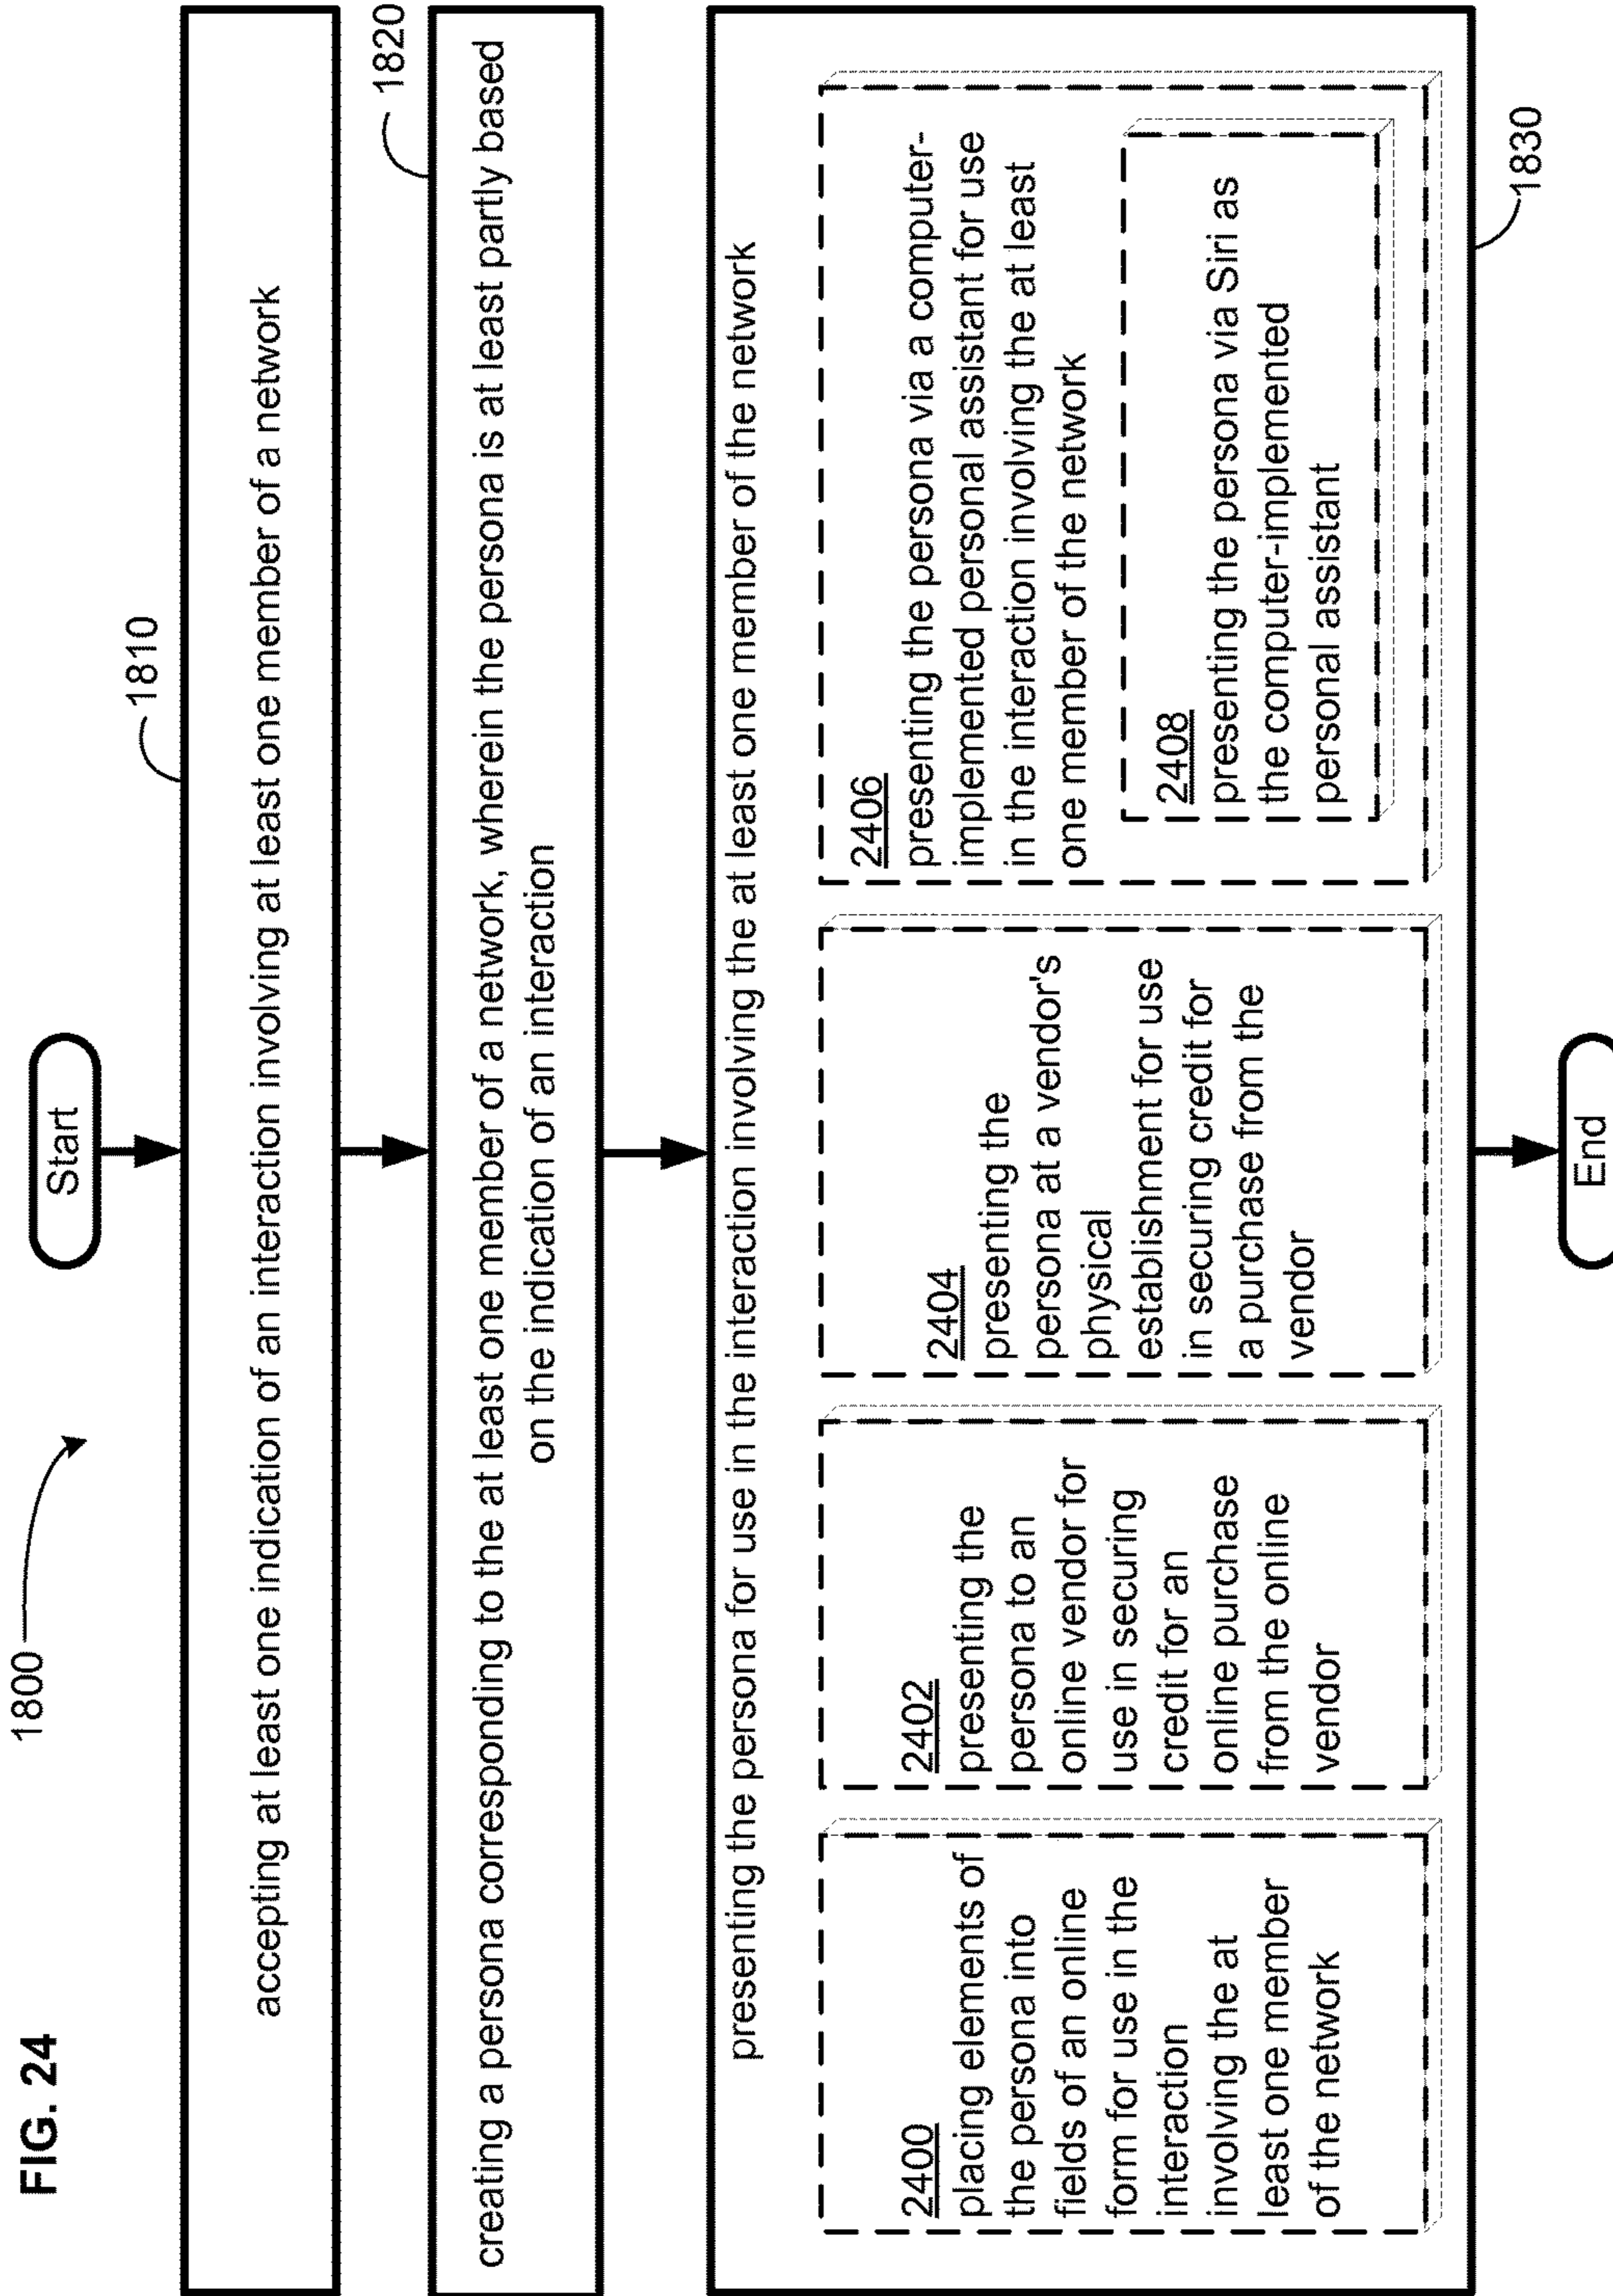 FIG. 24
1800
Start
1810
accepting at least one indication of an interaction involving at least one member of a network
1820
creating a persona corresponding to the at least one member of a network, wherein the persona is at least partly based
on the indication of an interaction
presenting the persona for use in the interaction involving the at least one member of the network
2400
placing elements of
the persona into
fields of an online
form for use in the
interaction
involving the at
least one member
of the network
2402
presenting the
persona to an
online vendor for
use in securing
credit for an
online purchase
from the online
vendor
2404
presenting the
persona at a vendor's
physical
establishment for use
in securing credit for
a purchase from the
vendor
2406
presenting the persona via a computer-
implemented personal assistant for use
in the interaction involving the at least
one member of the network
2408
presenting the persona via Siri as
the computer-implemented
personal assistant
1830
End